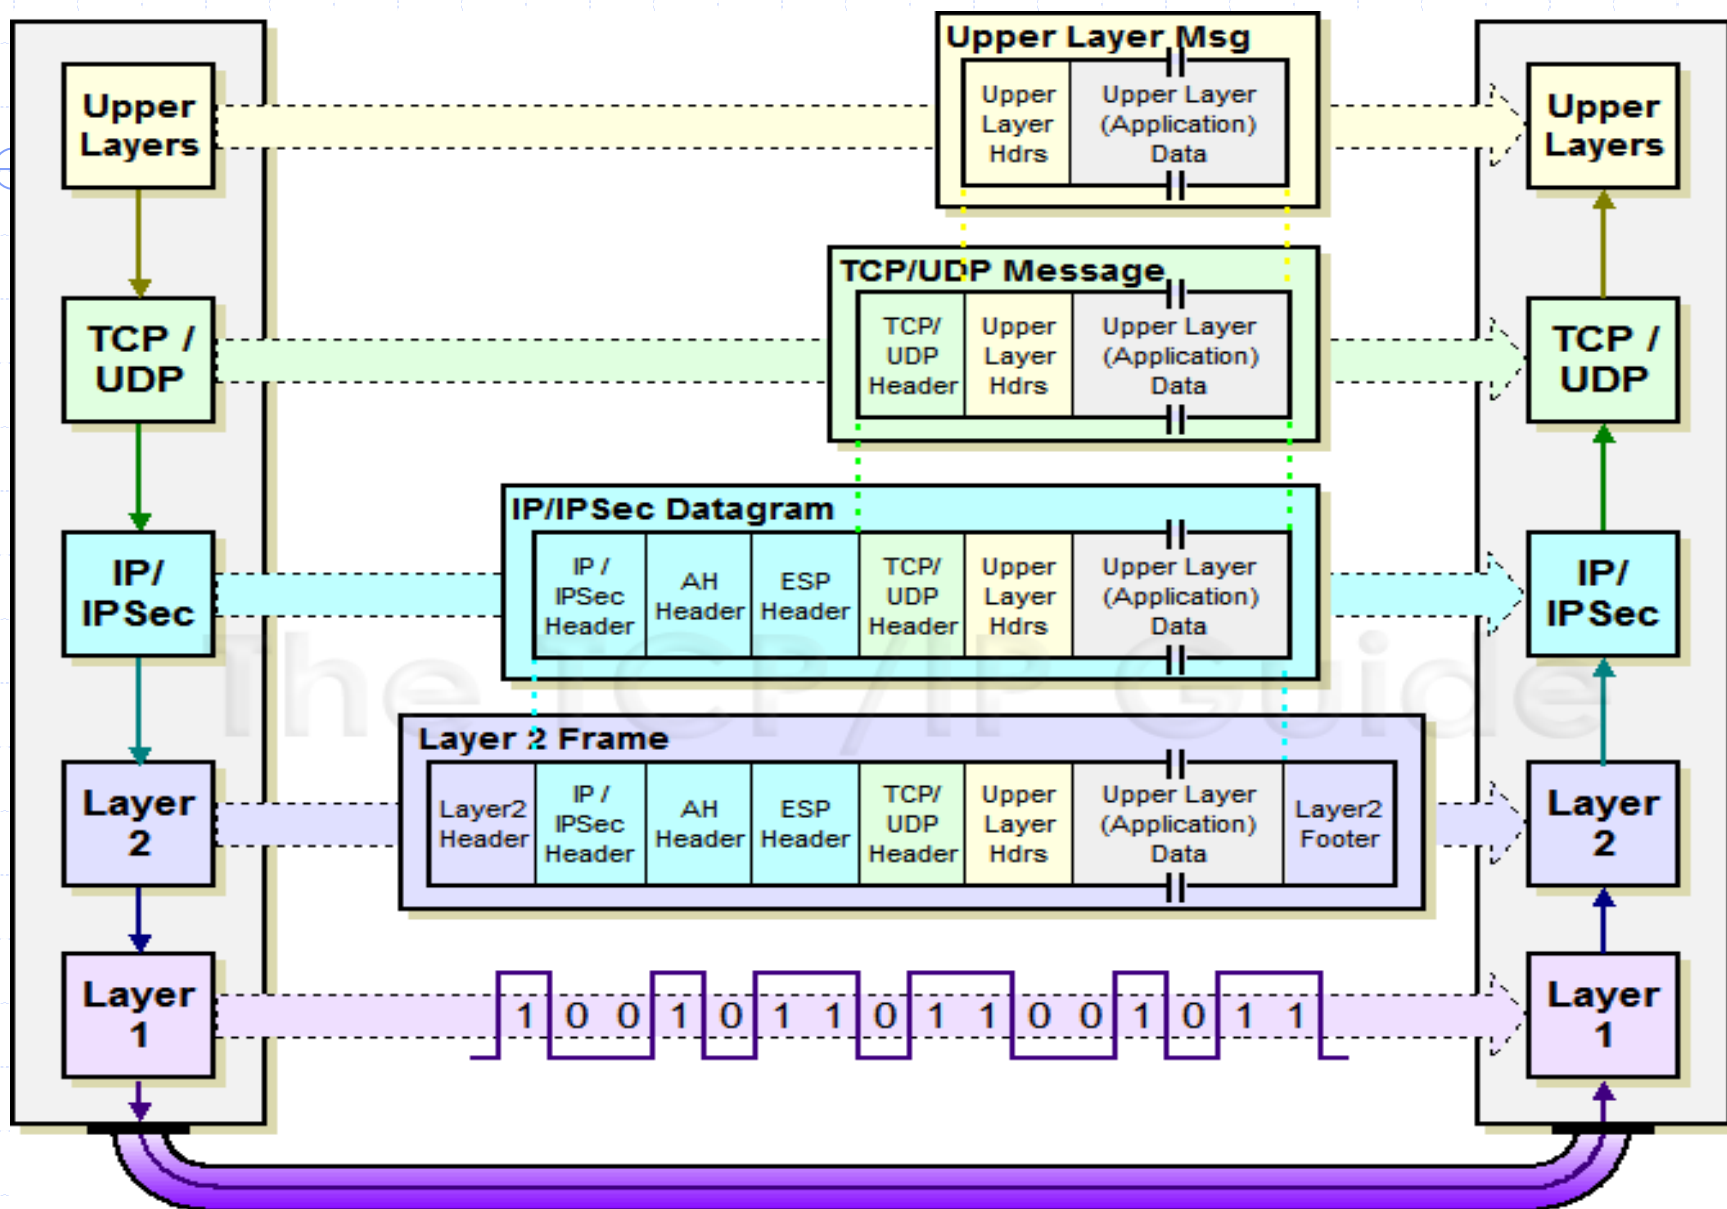 Upper Layer Msg
Upper
Layers
Upper
Layer
Hdrs
Upper Layer
(Application)
Data
Upper
Layers
TCP/UDP Message
TCP /
UDP
TCP/
UDP
Header
Upper
Layer
Hdrs
Upper Layer
(Application)
Data
TCP /
UDP
IP/IPSec Datagram
IP/
IPSec
IP /
IPSec
Header
AH
Header
ESP
Header
TCP/
UDP
Header
Upper
Layer
Hdrs
Upper Layer
(Application)
Data
IP/
IPSec
The TCP/IP Guide
Layer 2 Frame
Layer
2
Layer2
Header
IP /
IPSec
Header
AH
Header
ESP
Header
TCP/
UDP
Header
Upper
Layer
Hdrs
Upper Layer
(Application)
Data
Layer2
Footer
Layer
2
Layer
1
1 0 0 1 0 1 1 0 1 1 0 0 1 0 1 1
Layer
1